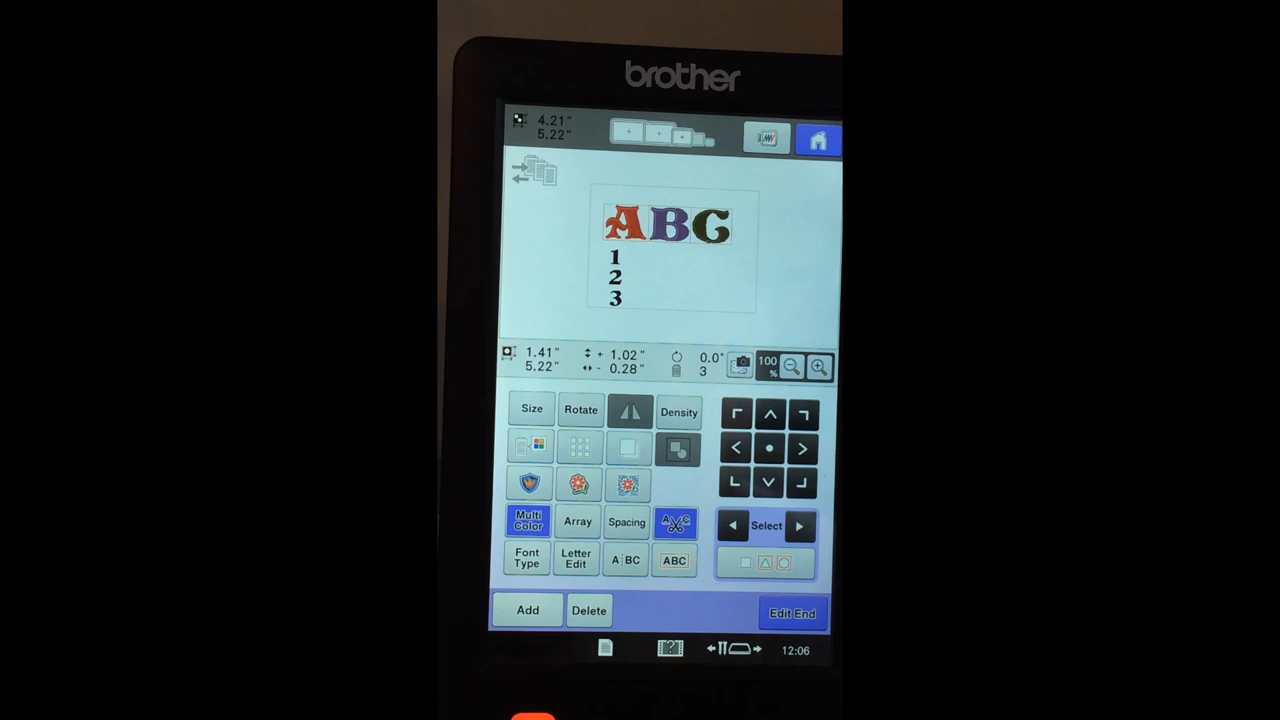 brother
4.21"
5.22"
ABC
1
2
3
1.41" + 1.02" 0.0° 100
5.22" - 0.28" 3 %
Size Rotate Density
Multi Color Array Spacing A C Select
Font Type Letter Edit A BC ABC
Add Delete Edit End
? 12:06